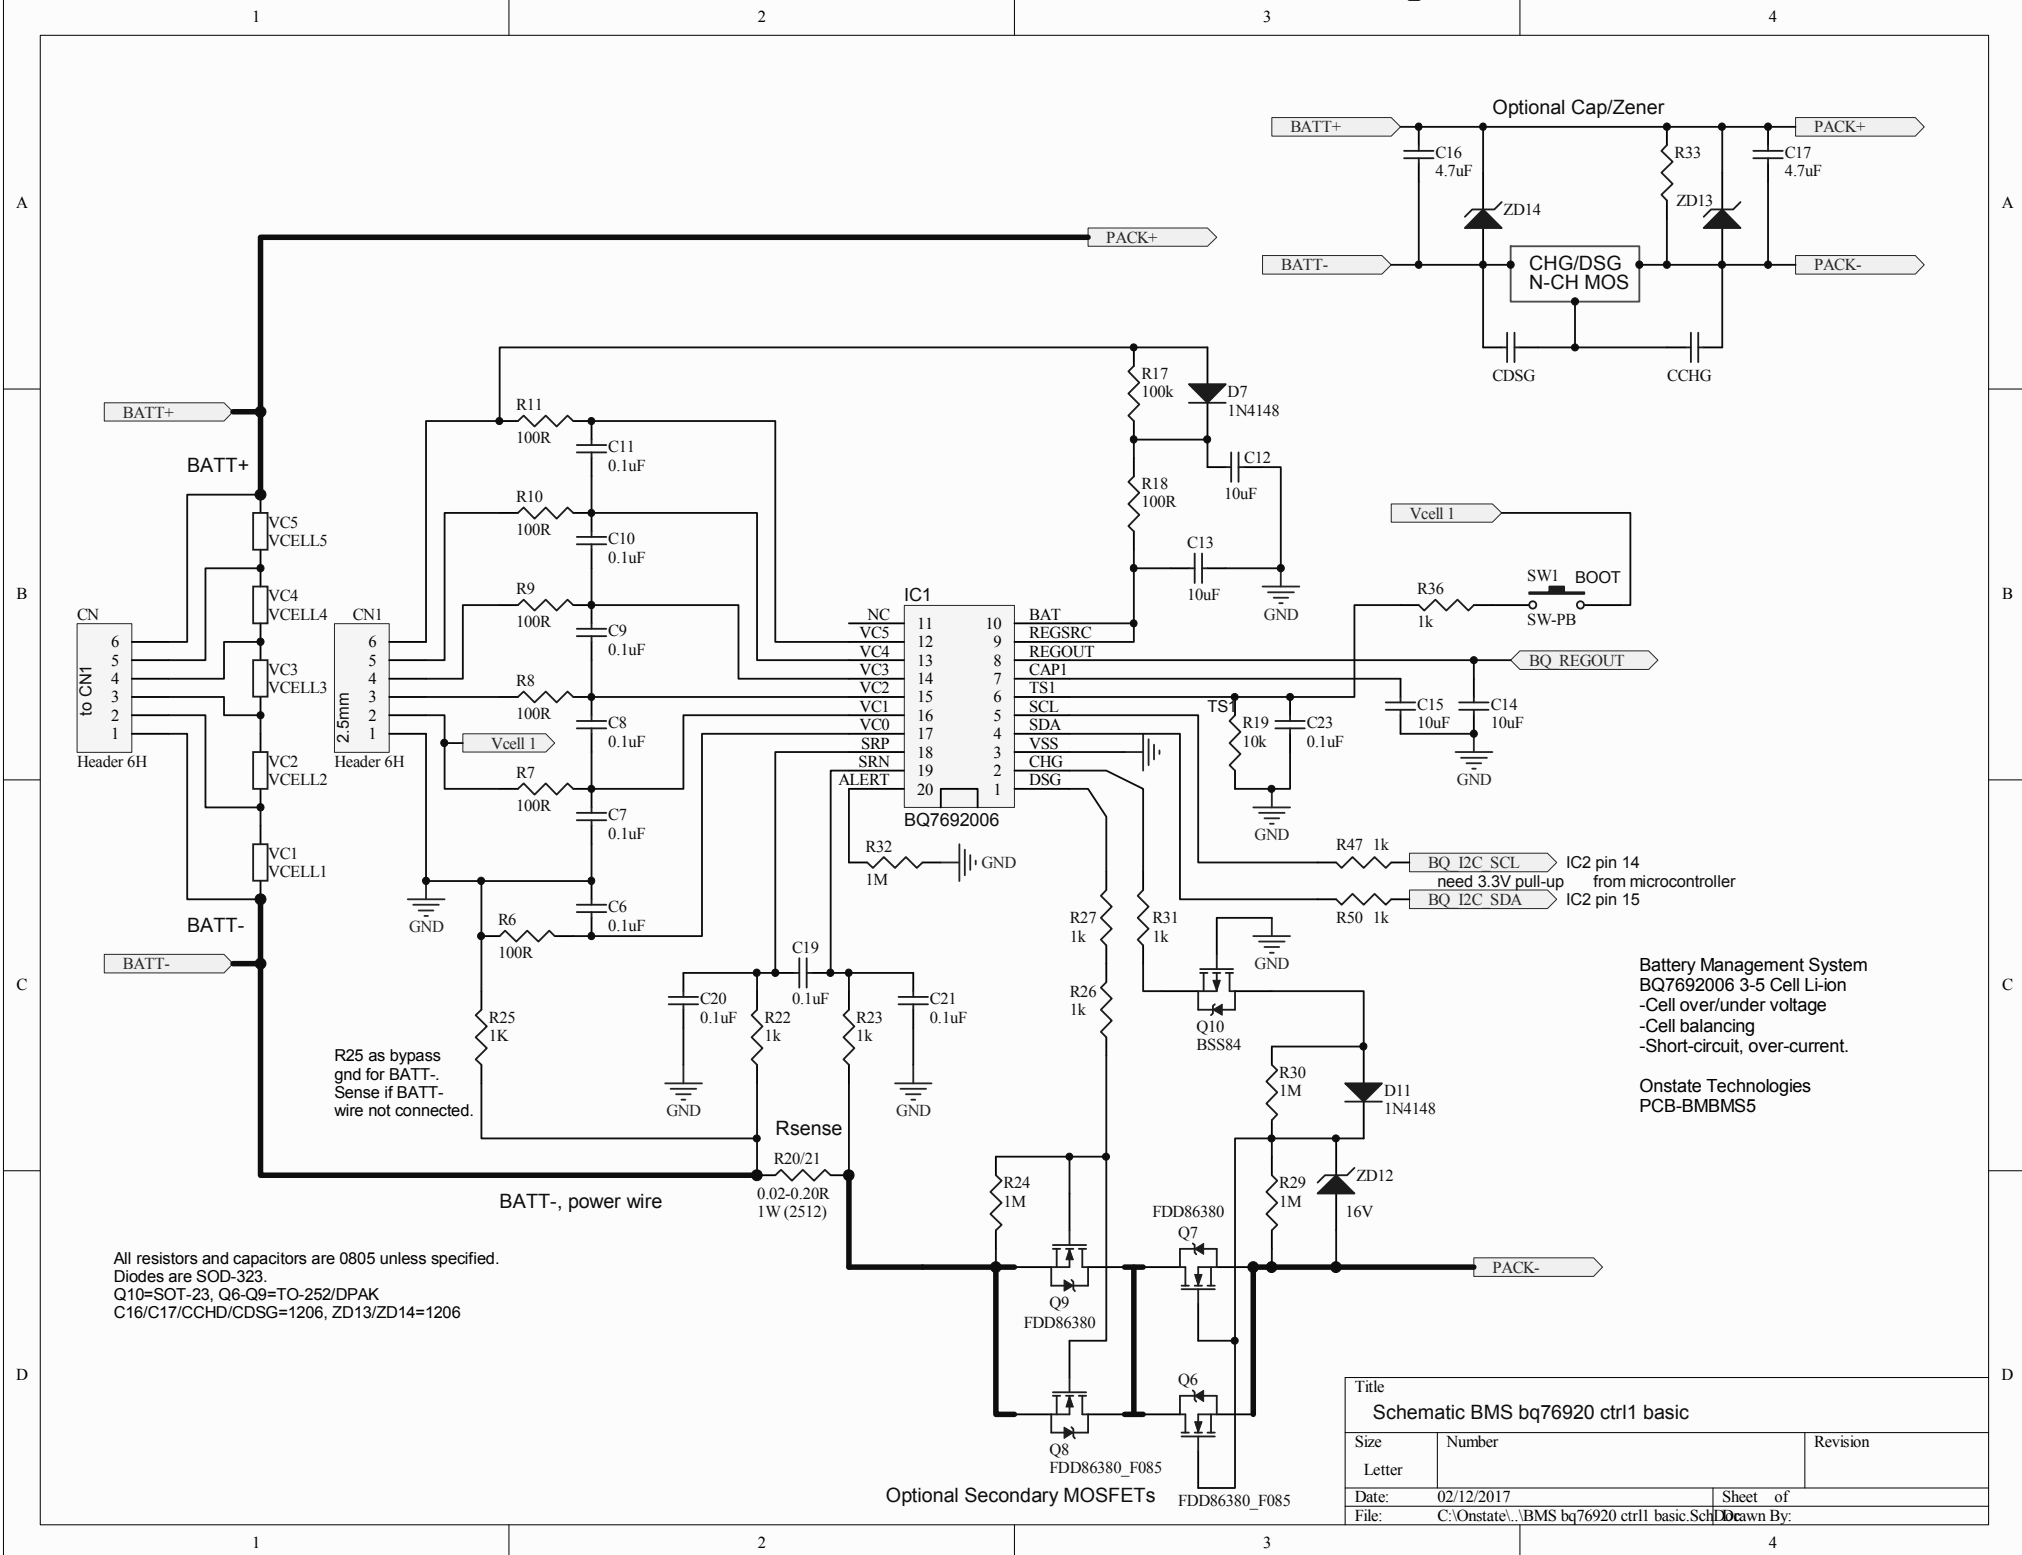 1 2 3 4
A A
B B
C C
D D
1 2 3 4
Optional Cap/Zener
BATT+
PACK+
C16
4.7uF
R33
C17
4.7uF
ZD14
ZD13
BATT-
CHG/DSG
N-CH MOS
PACK-
CDSG
CCHG
PACK+
BATT+
BATT+
VC5
VCELL5
VC4
VCELL4
VC3
VCELL3
VC2
VCELL2
VC1
VCELL1
BATT-
BATT-
CN
to CN1
6
5
4
3
2
1
Header 6H
CN1
2.5mm
6
5
4
3
2
1
Header 6H
Vcell 1
GND
R11
100R
R10
100R
R9
100R
R8
100R
R7
100R
R6
100R
C11
0.1uF
C10
0.1uF
C9
0.1uF
C8
0.1uF
C7
0.1uF
C6
0.1uF
R17
100k
D7
1N4148
C12
10uF
R18
100R
C13
10uF
GND
IC1
NC 11 10 BAT
VC5 12 9 REGSRC
VC4 13 8 REGOUT
VC3 14 7 CAP1
VC2 15 6 TS1
VC1 16 5 SCL
VC0 17 4 SDA
SRP 18 3 VSS
SRN 19 2 CHG
ALERT 20 1 DSG
BQ7692006
R32
1M
GND
Vcell 1
R36
1k
SW1 BOOT
SW-PB
BQ_REGOUT
TS1
R19
10k
C23
0.1uF
GND
C15
10uF
C14
10uF
GND
R47 1k
BQ_I2C_SCL IC2 pin 14
need 3.3V pull-up from microcontroller
BQ_I2C_SDA IC2 pin 15
R50 1k
R27
1k
R31
1k
R26
1k
GND
Q10
BSS84
R25
1K
R25 as bypass
gnd for BATT-.
Sense if BATT-
wire not connected.
C20
0.1uF
GND
R22
1k
C19
0.1uF
R23
1k
C21
0.1uF
GND
Rsense
R20/21
0.02-0.20R
1W (2512)
BATT-, power wire
R30
1M
D11
1N4148
R24
1M
R29
1M
ZD12
16V
FDD86380
Q7
Q9
FDD86380
PACK-
Q6
Q8
FDD86380_F085
FDD86380_F085
Optional Secondary MOSFETs
Battery Management System
BQ7692006 3-5 Cell Li-ion
-Cell over/under voltage
-Cell balancing
-Short-circuit, over-current.
Onstate Technologies
PCB-BMBMS5
All resistors and capacitors are 0805 unless specified.
Diodes are SOD-323.
Q10=SOT-23, Q6-Q9=TO-252/DPAK
C16/C17/CCHD/CDSG=1206, ZD13/ZD14=1206
Title
Schematic BMS bq76920 ctrl1 basic
Size Number Revision
Letter
Date: 02/12/2017 Sheet of
File: C:\Onstate\..\BMS bq76920 ctrl1 basic.SchDoc Drawn By: